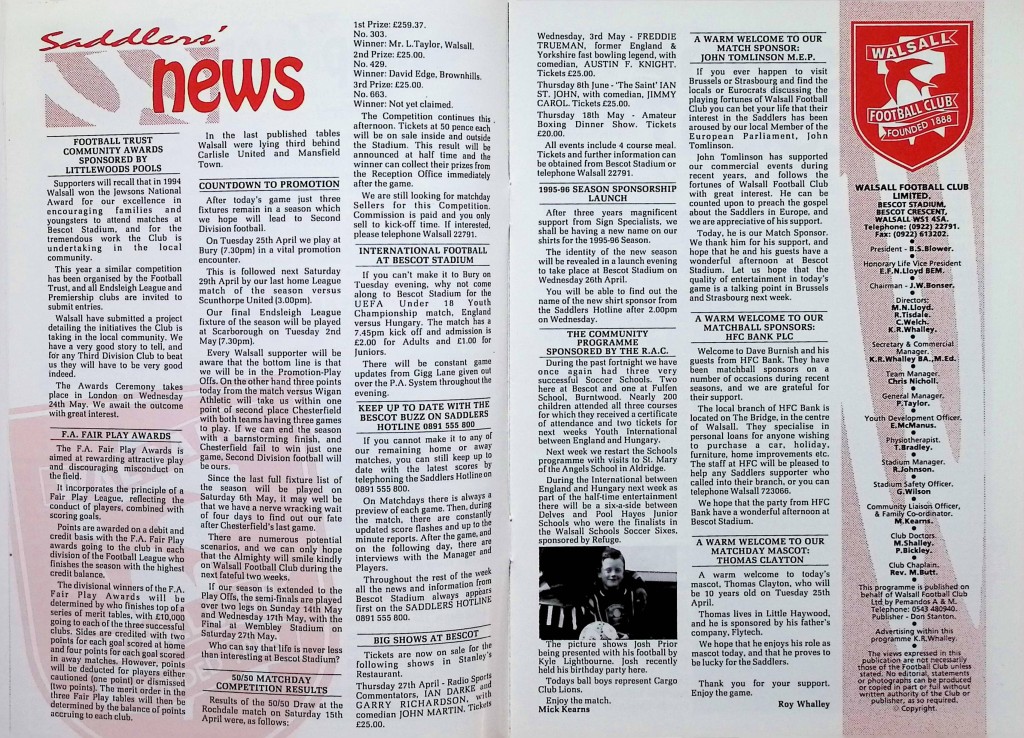 Saddlers'
news
FOOTBALL TRUST
COMMUNITY AWARDS
SPONSORED BY
LITTLEWOODS POOLS
Supporters will recall that in 1994
Walsall won the Jewsons National
Award for our excellence in
encouraging families and
youngsters to attend matches at
Bescot Stadium, and for the
tremendous work the Club is
undertaking in the local
community.
This year a similar competition
has been organised by the Football
Trust, and all Endsleigh League and
Premiership clubs are invited to
submit entries.
Walsall have submitted a project
detailing the initiatives the Club is
taking in the local community. We
have a very good story to tell, and
for any Third Division Club to beat
us they will have to be very good
indeed.
The Awards Ceremony takes
place in London on Wednesday
24th May. We await the outcome
with great interest.
F.A. FAIR PLAY AWARDS
The F.A. Fair Play Awards is
aimed at rewarding attractive play
and discouraging misconduct on
the field.
It incorporates the principle of a
Fair Play League, reflecting the
conduct of players, combined with
scoring goals.
Points are awarded on a debit and
credit basis with the F.A. Fair Play
awards going to the club in each
division of the Football League who
finishes the season with the highest
credit balance.
The divisional winners of the F.A.
Fair Play Awards will be
determined by who finishes top of a
series of merit tables, with £10,000
going to each of the three successful
clubs. Sides are credited with two
points for each goal scored at home
and four points for each goal scored
in away matches. However, points
will be deducted for players either
cautioned (one point) or dismissed
(two points). The merit order in the
three Fair Play tables will then be
determined by the balance of points
accruing to each club.
In the last published tables
Walsall were lying third behind
Carlisle United and Mansfield
Town.
COUNTDOWN TO PROMOTION
After today's game just three
fixtures remain in a season which
we hope will lead to Second
Division football.
On Tuesday 25th April we play at
Bury (7.30pm) in a vital promotion
encounter.
This is followed next Saturday
29th April by our last home League
match of the season versus
Scunthorpe United (3.00pm).
Our final Endsleigh League
fixture of the season will be played
at Scarborough on Tuesday 2nd
May (7.30pm).
Every Walsall supporter will be
aware that the bottom line is that
we will be in the Promotion-Play
Offs. On the other hand three points
today from the match versus Wigan
Athletic will take us within one
point of second place Chesterfield
with both teams having three games
to play. If we can end the season
with a barnstorming finish, and
Chesterfield fail to win just one
game, Second Division football will
be ours.
Since the last full fixture list of
the season will be played on
Saturday 6th May, it may well be
that we have a nerve wracking wait
of four days to find out our fate
after Chesterfield's last game.
There are numerous potential
scenarios, and we can only hope
that the Almighty will smile kindly
on Walsall Football Club during the
next fateful two weeks.
If our season is extended to the
Play Offs, the semi-finals are played
over two legs on Sunday 14th May
and Wednesday 17th May, with the
Final at Wembley Stadium on
Saturday 27th May.
Who can say that life is never less
than interesting at Bescot Stadium?
50/50 MATCHDAY
COMPETITION RESULTS
Results of the 50/50 Draw at the
Rochdale match on Saturday 15th
April were, as follows;
1st Prize: £259.37.
No. 303.
Winner: Mr. L.Taylor, Walsall.
2nd Prize: £25.00.
No. 429.
Winner: David Edge, Brownhills.
3rd Prize: £25.00.
No. 663.
Winner: Not yet claimed.
The Competition continues this
afternoon. Tickets at 50 pence each
will be on sale inside and outside
the Stadium. This result will be
announced at half time and the
winner can collect their prizes from
the Reception Office immediately
after the game.
We are still looking for matchday
Sellers for this Competition.
Commission is paid and you only
sell to kick-off time. If interested,
please telephone Walsall 22791.
INTERNATIONAL FOOTBALL
AT BESCOT STADIUM
If you can't make it to Bury on
Tuesday evening, why not come
along to Bescot Stadium for the
UEFA Under 18 Youth
Championship match, England
versus Hungary. The match has a
7.45pm kick off and admission is
£2.00 for Adults and £1.00 for
Juniors.
There will be constant game
updates from Gigg Lane given out
over the P.A. System throughout the
evening.
KEEP UP TO DATE WITH THE
BESCOT BUZZ ON SADDLERS
HOTLINE 0891 555 800
If you cannot make it to any of
our remaining home or away
matches, you can still keep up to
date with the latest scores by
telephoning the Saddlers Hotline on
0891 555 800.
On Matchdays there is always a
preview of each game. Then, during
the match, there are constantly
updated score flashes and up to the
minute reports. After the game, and
on the following day, there are
interviews with the Manager and
Players.
Throughout the rest of the week
all the news and information from
Bescot Stadium always appears
first on the SADDLERS HOTLINE
0891 555 800.
BIG SHOWS AT BESCOT
Tickets are now on sale for the
following shows in Stanley's
Restaurant.
Thursday 27th April - Radio Sports
Commentators, IAN DARKE and
GARRY RICHARDSON, with
comedian JOHN MARTIN. Tickets
£25.00.
Wednesday, 3rd May - FREDDIE
TRUEMAN, former England &
Yorkshire fast bowling legend, with
comedian, AUSTIN F. KNIGHT.
Tickets £25.00.
Thursday 8th June - 'The Saint' IAN
ST. JOHN, with comedian, JIMMY
CAROL. Tickets £25.00.
Thursday 18th May - Amateur
Boxing Dinner Show. Tickets
£20.00.
All events include 4 course meal.
Tickets and further information can
be obtained from Bescot Stadium or
telephone Walsall 22791.
1995-96 SEASON SPONSORSHIP
LAUNCH
After three years magnificent
support from Sign Specialists, we
shall be having a new name on our
shirts for the 1995-96 Season.
The identity of the new season
will be revealed in a launch evening
to take place at Bescot Stadium on
Wednesday 26th April.
You will be able to find out the
name of the new shirt sponsor from
the Saddlers Hotline after 2.00pm
on Wednesday.
THE COMMUNITY
PROGRAMME
SPONSORED BY THE R.A.C.
During the past fortnight we have
once again had three very
successful Soccer Schools. Two
here at Bescot and one at Fulfen
School, Burntwood. Nearly 200
children attended all three courses
for which they received a certificate
of attendance and two tickets for
next weeks Youth International
between England and Hungary.
Next week we restart the Schools
programme with visits to St. Mary
of the Angels School in Aldridge.
During the International between
England and Hungary next week as
part of the half-time entertainment
there will be a six-a-side between
Delves and Pool Hayes Junior
Schools who were the finalists in
the Walsall Schools Soccer Sixes,
sponsored by Refuge.
The picture shows Josh Prior
being presented with his football by
Kyle Lightbourne. Josh recently
held his birthday party here.
Todays ball boys represent Cargo
Club Lions.
Enjoy the match.
Mick Kearns
A WARM WELCOME TO OUR
MATCH SPONSOR:
JOHN TOMLINSON M.E.P.
If you ever happen to visit
Brussels or Strasbourg and find the
locals or Eurocrats discussing the
playing fortunes of Walsall Football
Club you can bet your life that their
interest in the Saddlers has been
aroused by our local Member of the
European Parliament, John
Tomlinson.
John Tomlinson has supported
our commercial events during
recent years, and follows the
fortunes of Walsall Football Club
with great interest. He can be
counted upon to preach the gospel
about the Saddlers in Europe, and
we are appreciative of his support.
Today, he is our Match Sponsor.
We thank him for his support, and
hope that he and his guests have a
wonderful afternoon at Bescot
Stadium. Let us hope that the
quality of entertainment in today's
game is a talking point in Brussels
and Strasbourg next week.
A WARM WELCOME TO OUR
MATCHBALL SPONSORS:
HFC BANK PLC
Welcome to Dave Burnish and his
guests from HFC Bank. They have
been matchball sponsors on a
number of occasions during recent
seasons, and we are grateful for
their support.
The local branch of HFC Bank is
located on The Bridge, in the centre
of Walsall. They specialise in
personal loans for anyone wishing
to purchase a car, holiday,
furniture, home improvements etc.
The staff at HFC will be pleased to
help any Saddlers supporter who
called into their branch, or you can
telephone Walsall 723066.
We hope that the party from HFC
Bank have a wonderful afternoon at
Bescot Stadium.
A WARM WELCOME TO OUR
MATCHDAY MASCOT:
THOMAS CLAYTON
A warm welcome to today's
mascot, Thomas Clayton, who will
be 10 years old on Tuesday 25th
April.
Thomas lives in Little Haywood,
and he is sponsored by his father's
company, Flytech.
We hope that he enjoys his role as
mascot today, and that he proves to
be lucky for the Saddlers.
Thank you for your support.
Enjoy the game.
Roy Whalley
WALSALL
FOOTBALL CLUB
FOUNDED 1888
WALSALL FOOTBALL CLUB
LIMITED,
BESCOT STADIUM,
BESCOT CRESCENT,
WALSALL WS1 4SA.
Telephone: (0922) 22791.
Fax: (0922) 613202.
President - B.S.Blower.
Honorary Life Vice President
E.F.N.Lloyd BEM.
Chairman - J.W.Bonser.
Directors:
M.N.Lloyd.
R.Tisdale.
C.Welch.
K.R.Whalley.
Secretary & Commercial
Manager.
K.R.Whalley BA.,M.Ed.
Team Manager.
Chris Nicholl.
General Manager.
P.Taylor.
Youth Development Officer.
E.McManus.
Physiotherapist.
T.Bradley.
Stadium Manager.
R.Johnson.
Stadium Safety Officer.
G.Wilson
Community Liaison Officer,
& Family Co-ordinator.
M.Kearns.
Club Doctors.
M.Shalley.
P.Bickley.
Club Chaplain.
Rev. M.Butt.
This programme is published on
behalf of Walsall Football Club
Ltd by Pemandos A & M.
Telephone: 0543 480940.
Publisher - Don Stanton.
Advertising within this
programme K.R.Whalley.
The views expressed in this
publication are not necessarily
those of the Football Club unless
stated. No editorial, statements
or photographs can be produced
or copied in part or full without
written authority of the Club or
publisher, as so required.
© Copyright.